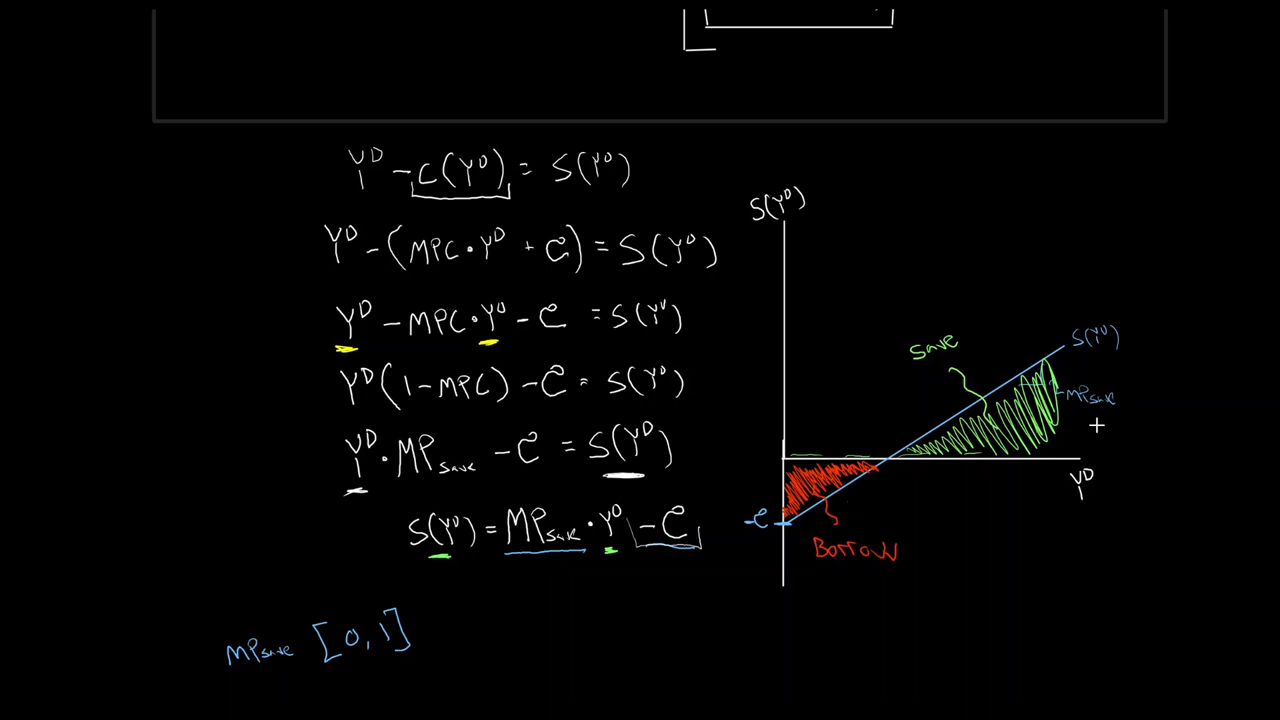 Y^D - C(Y^D) = S(Y^D)
Y^D - (MPC · Y^D + C̄) = S(Y^D)
Y^D - MPC · Y^D - C̄ = S(Y^D)
Y^D (1 - MPC) - C̄ = S(Y^D)
Y^D · MP_save - C̄ = S(Y^D)
S(Y^D) = MP_save · Y^D - C̄
MP_save [0, 1]
S(Y^D)
save
S(Y^D)
MP_save
Y^D
-C̄
Borrow